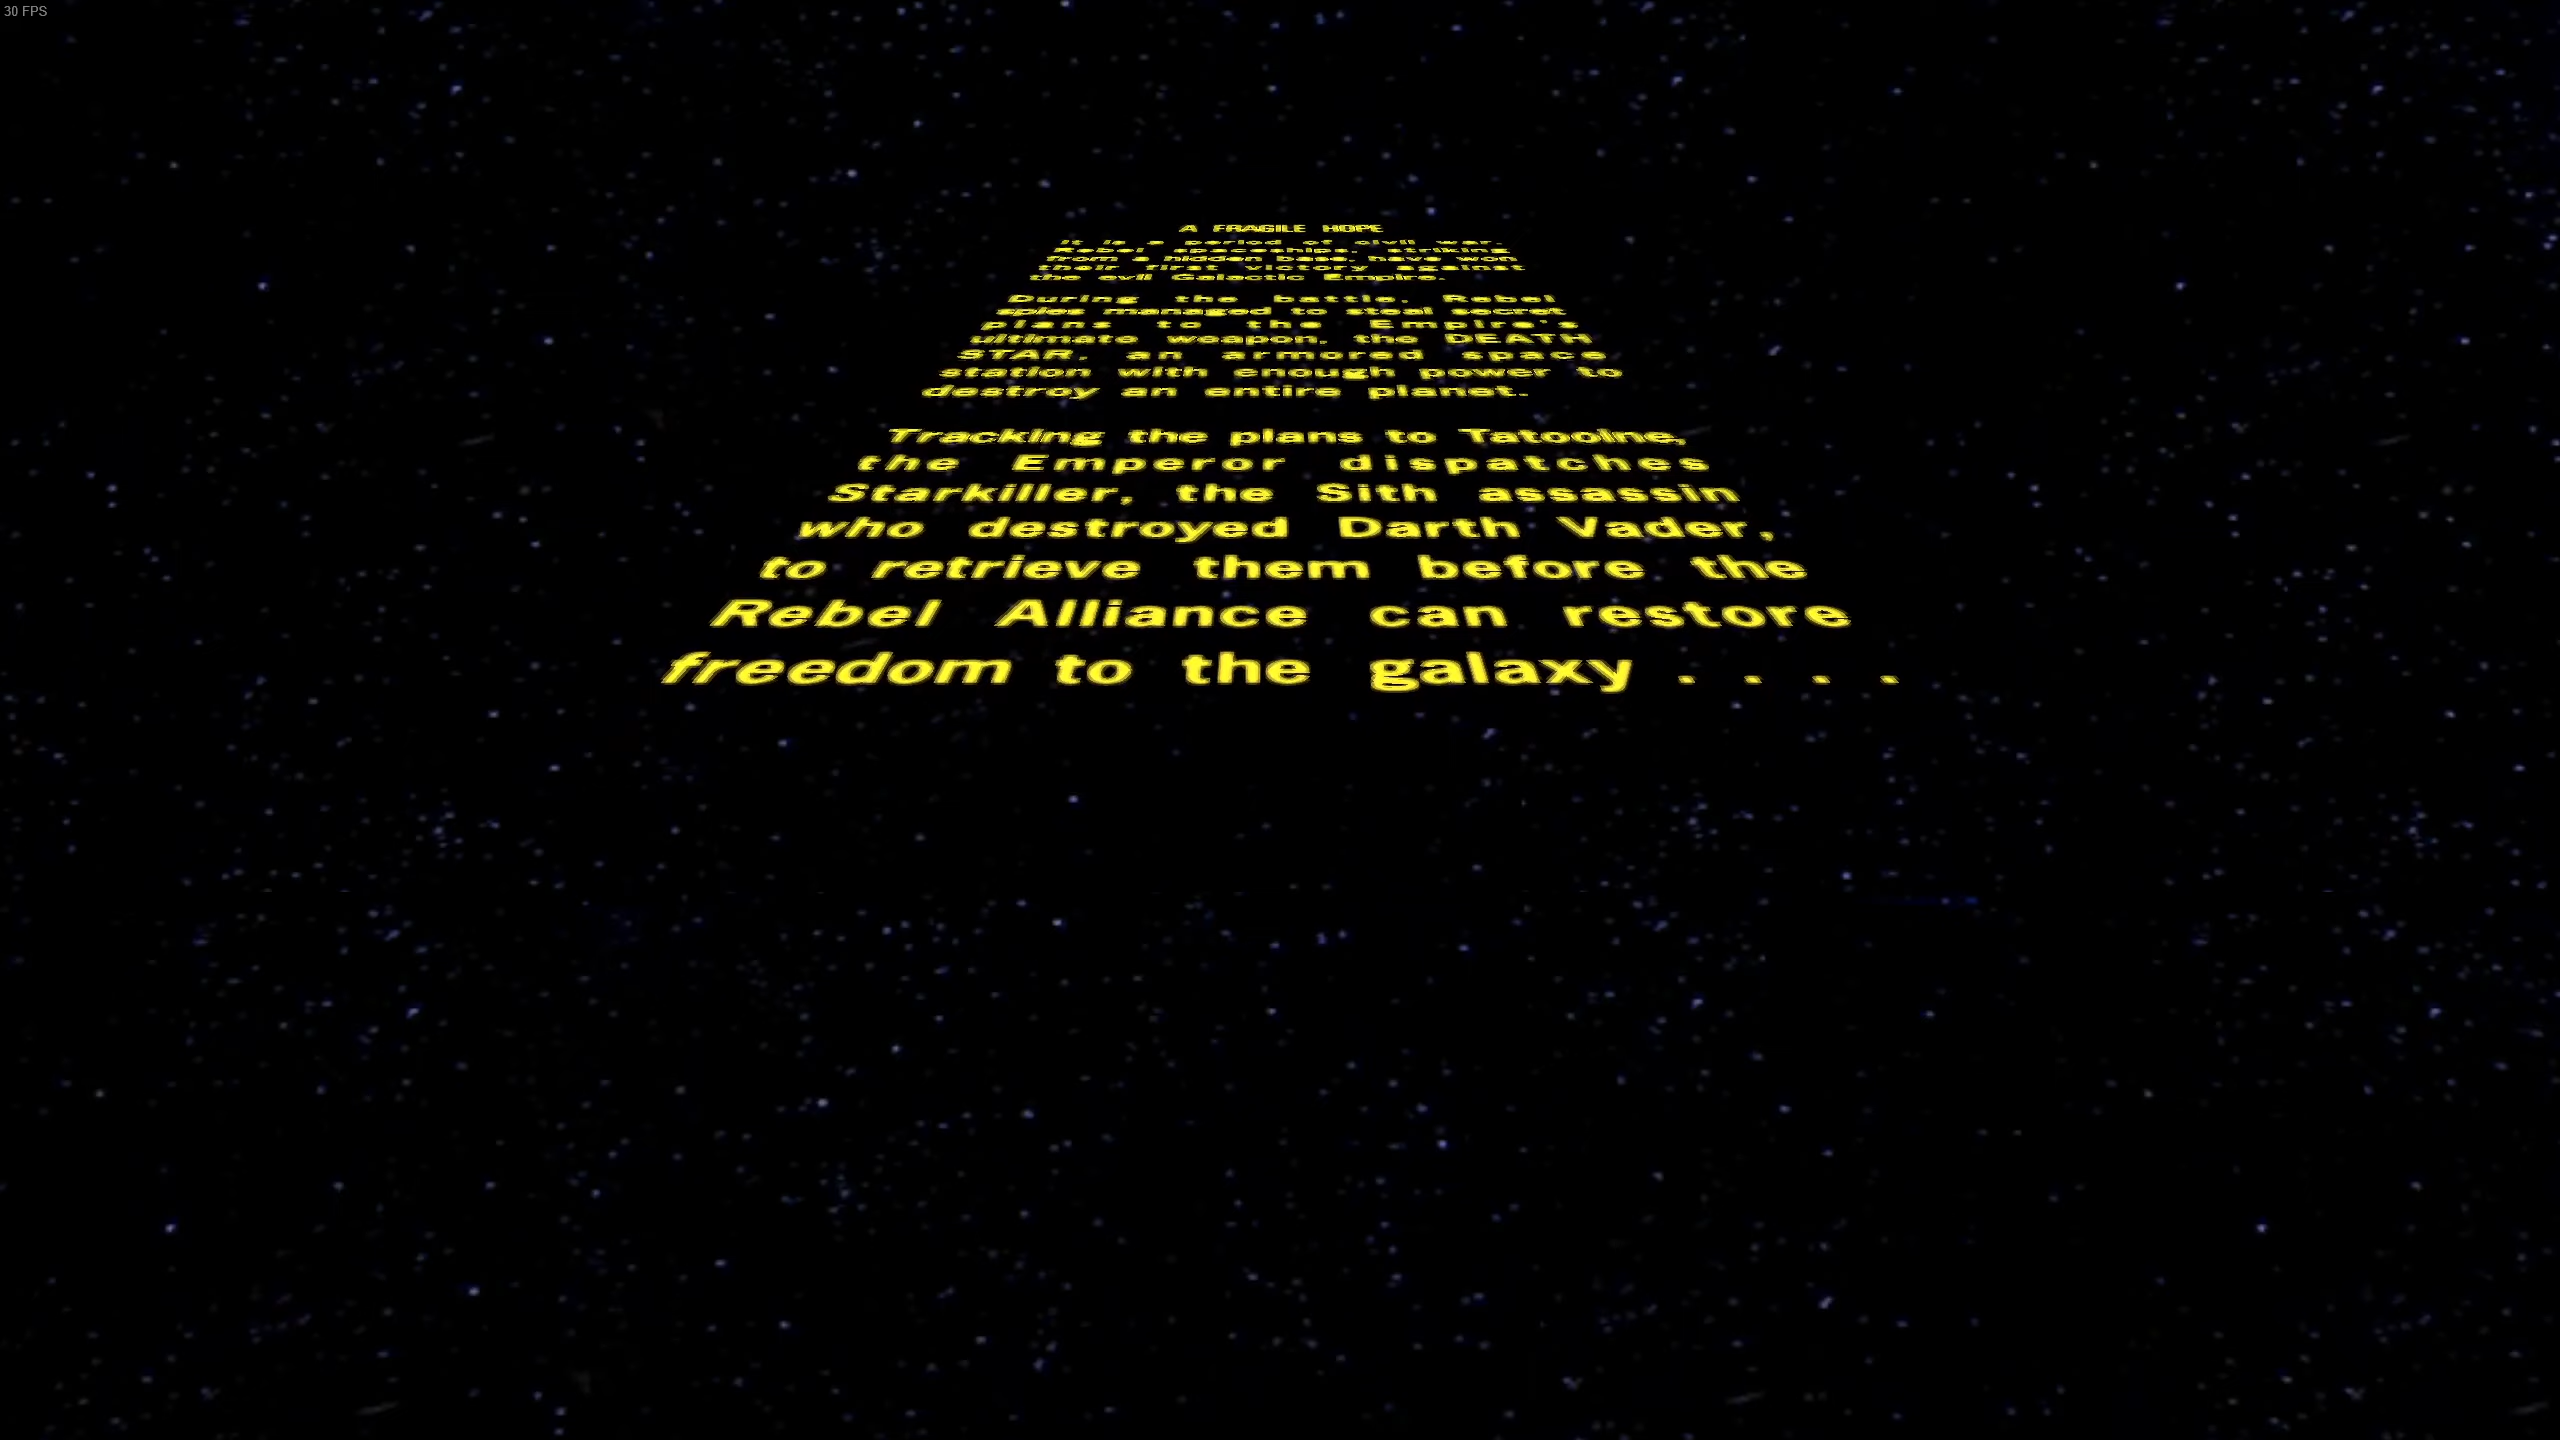 30 FPS
A FRAGILE HOPE
It is a period of civil war.
Rebel spaceships, striking
from a hidden base, have won
their first victory against
the evil Galactic Empire.
During the battle, Rebel
spies managed to steal secret
plans to the Empire's
ultimate weapon, the DEATH
STAR, an armored space
station with enough power to
destroy an entire planet.
Tracking the plans to Tatooine,
the Emperor dispatches
Starkiller, the Sith assassin
who destroyed Darth Vader,
to retrieve them before the
Rebel Alliance can restore
freedom to the galaxy . . . .